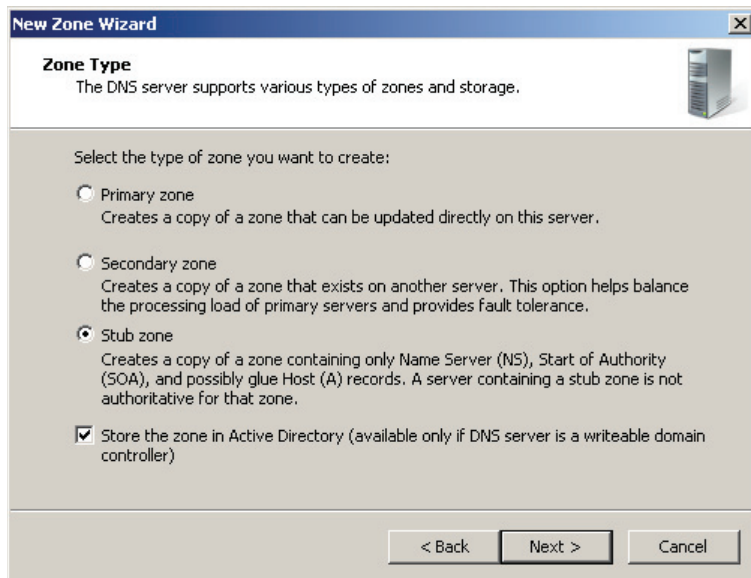 New Zone Wizard
Zone Type
The DNS server supports various types of zones and storage.
Select the type of zone you want to create:
Primary zone
Creates a copy of a zone that can be updated directly on this server.
Secondary zone
Creates a copy of a zone that exists on another server. This option helps balance
the processing load of primary servers and provides fault tolerance.
Stub zone
Creates a copy of a zone containing only Name Server (NS), Start of Authority
(SOA), and possibly glue Host (A) records. A server containing a stub zone is not
authoritative for that zone.
Store the zone in Active Directory (available only if DNS server is a writeable domain
controller)
< Back Next > Cancel